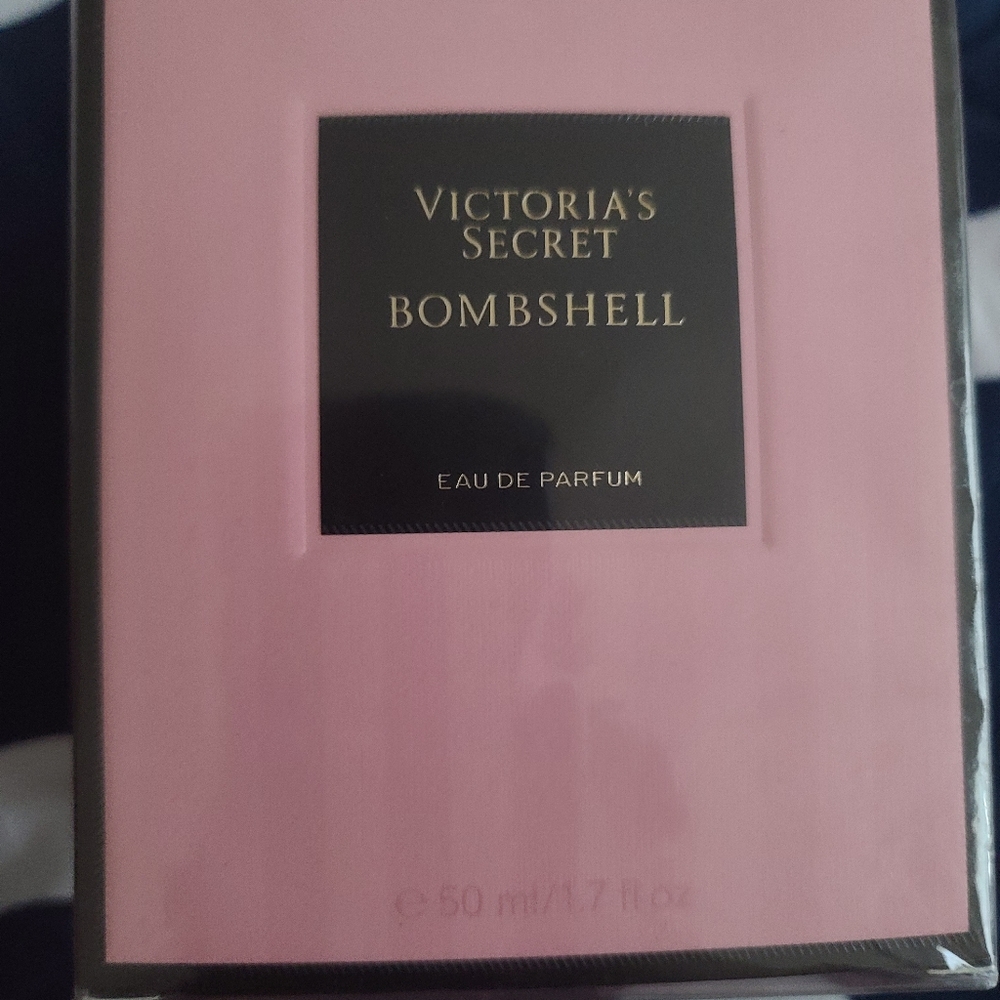 VICTORIA'S
SECRET
BOMBSHELL
EAU DE PARFUM
℮ 50 ml/1.7 fl oz